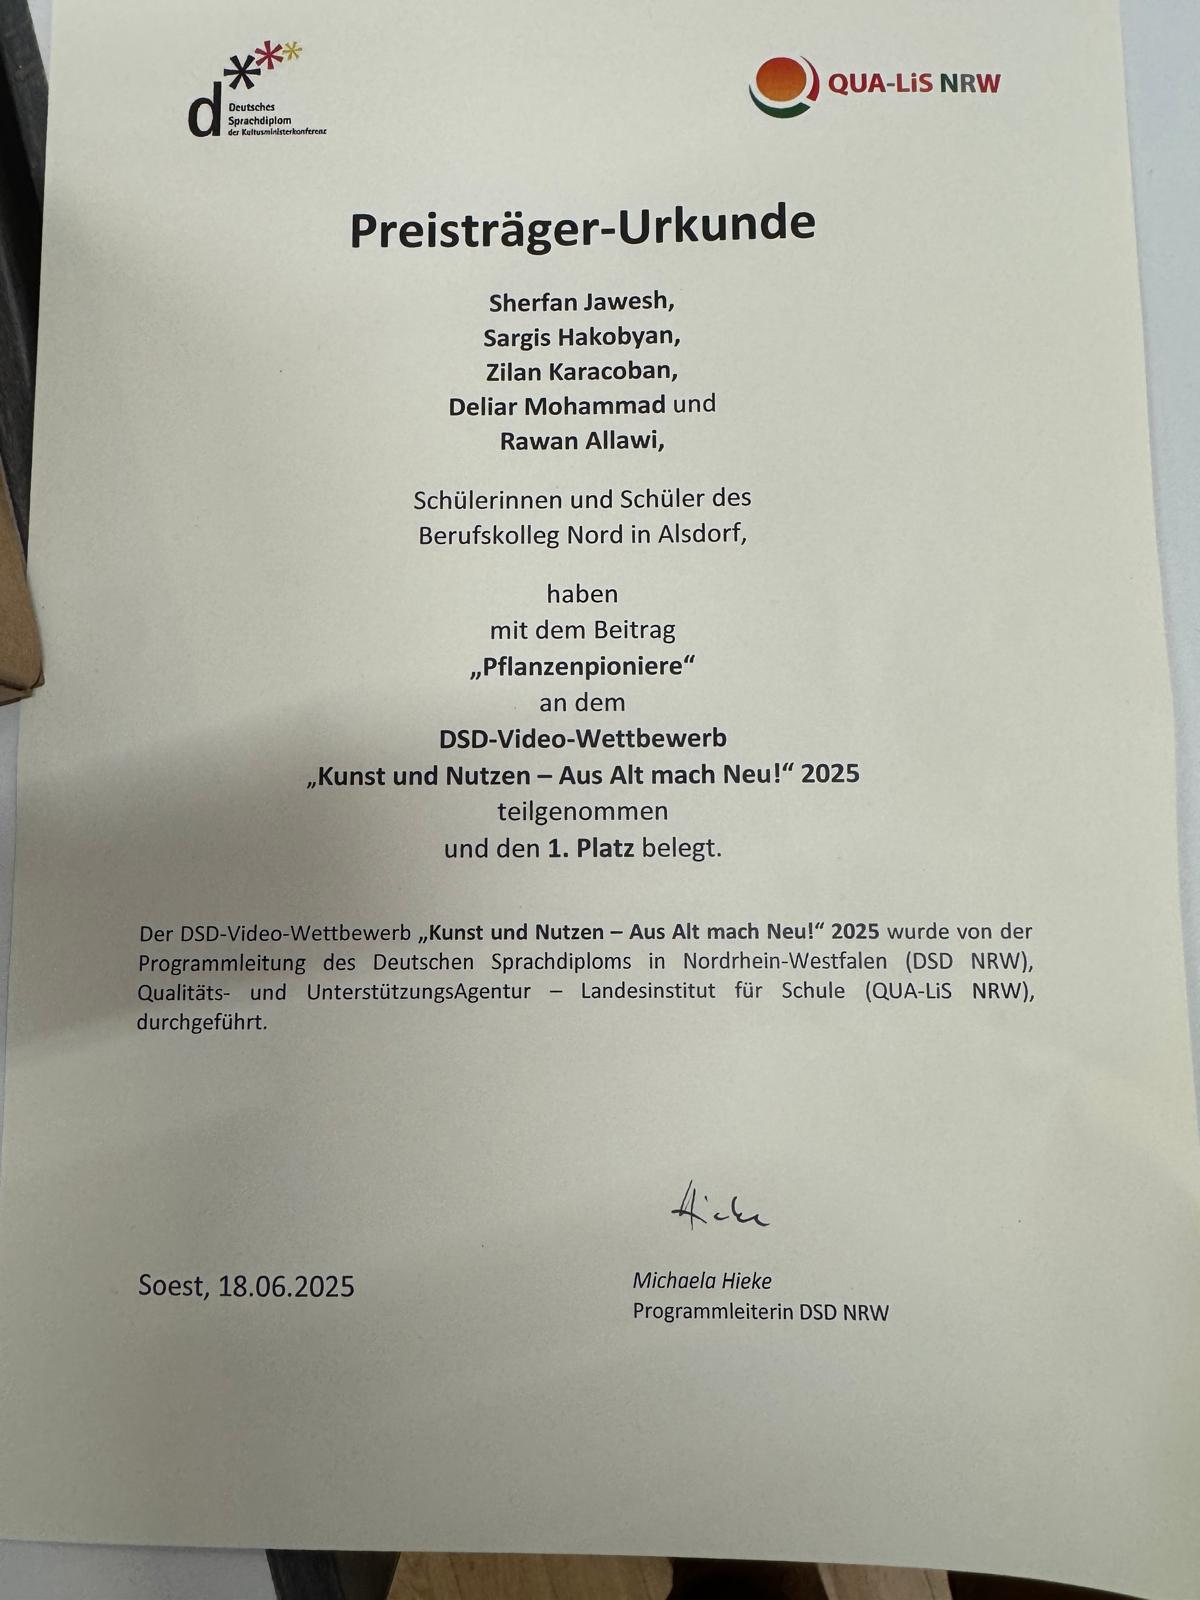 d
Deutsches
Sprachdiplom
der Kultusministerkonferenz
QUA-LiS NRW
Preisträger-Urkunde
Sherfan Jawesh,
Sargis Hakobyan,
Zilan Karacoban,
Deliar Mohammad und
Rawan Allawi,
Schülerinnen und Schüler des
Berufskolleg Nord in Alsdorf,
haben
mit dem Beitrag
„Pflanzenpioniere“
an dem
DSD-Video-Wettbewerb
„Kunst und Nutzen – Aus Alt mach Neu!“ 2025
teilgenommen
und den 1. Platz belegt.
Der DSD-Video-Wettbewerb „Kunst und Nutzen – Aus Alt mach Neu!“ 2025 wurde von der
Programmleitung des Deutschen Sprachdiploms in Nordrhein-Westfalen (DSD NRW),
Qualitäts- und UnterstützungsAgentur – Landesinstitut für Schule (QUA-LiS NRW),
durchgeführt.
Hieke
Soest, 18.06.2025
Michaela Hieke
Programmleiterin DSD NRW